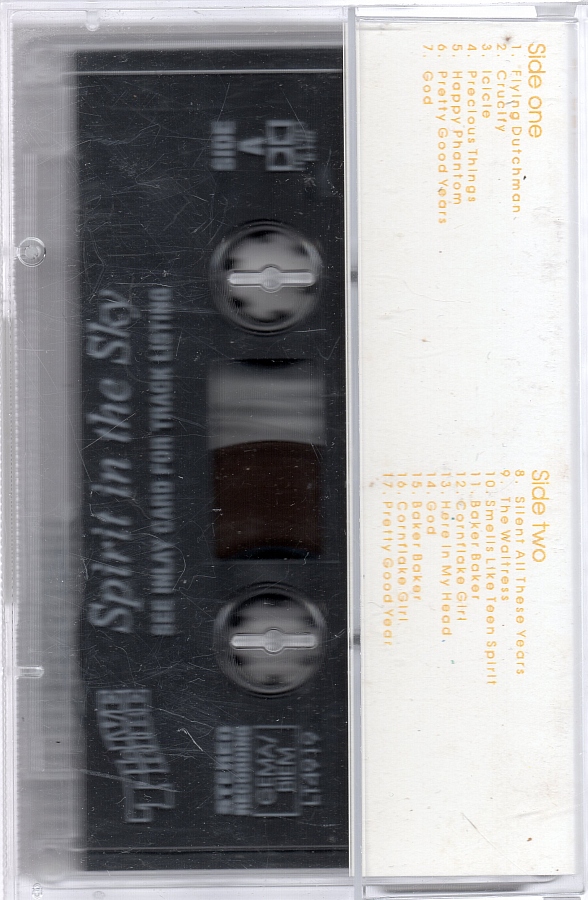 Side one
1. Flying Dutchman.
2. Crucify
3. Icicle
4. Precious Things
5. Happy Phantom
6. Pretty Good Years
7. God
Side two
8. Silent All These Years
9. The Waitress
10. Smells Like Teen Spirit
11. Baker Baker
12. Cornflake Girl
13. Here In My Head
14. God
15. Baker Baker
16. Cornflake Girl
17. Pretty Good Year
SIDE
A
Spirit in the Sky
SEE INLAY CARD FOR TRACK LISTING